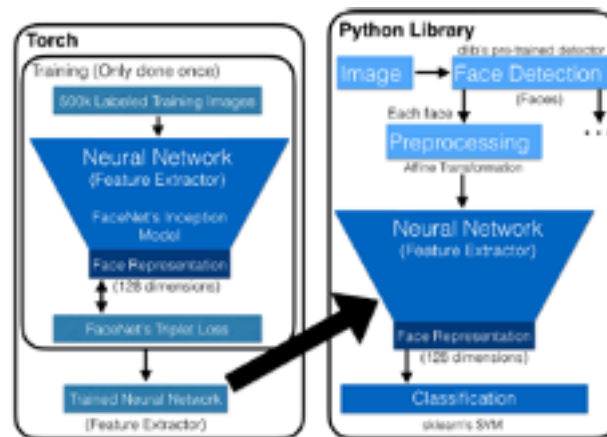 Torch
Training (Only done once)
500k Labeled Training Images
Neural Network
(Feature Extractor)
FaceNet's Inception
Model
Face Representation
(128 dimensions)
FaceNet's Triplet Loss
Trained Neural Network
(Feature Extractor)
Python Library
dlib's pre-trained detector
Image
Face Detection
(Faces)
Each face
Preprocessing
Affine Transformation
Neural Network
(Feature Extractor)
Face Representation
(128 dimensions)
Classification
sklearn's SVM